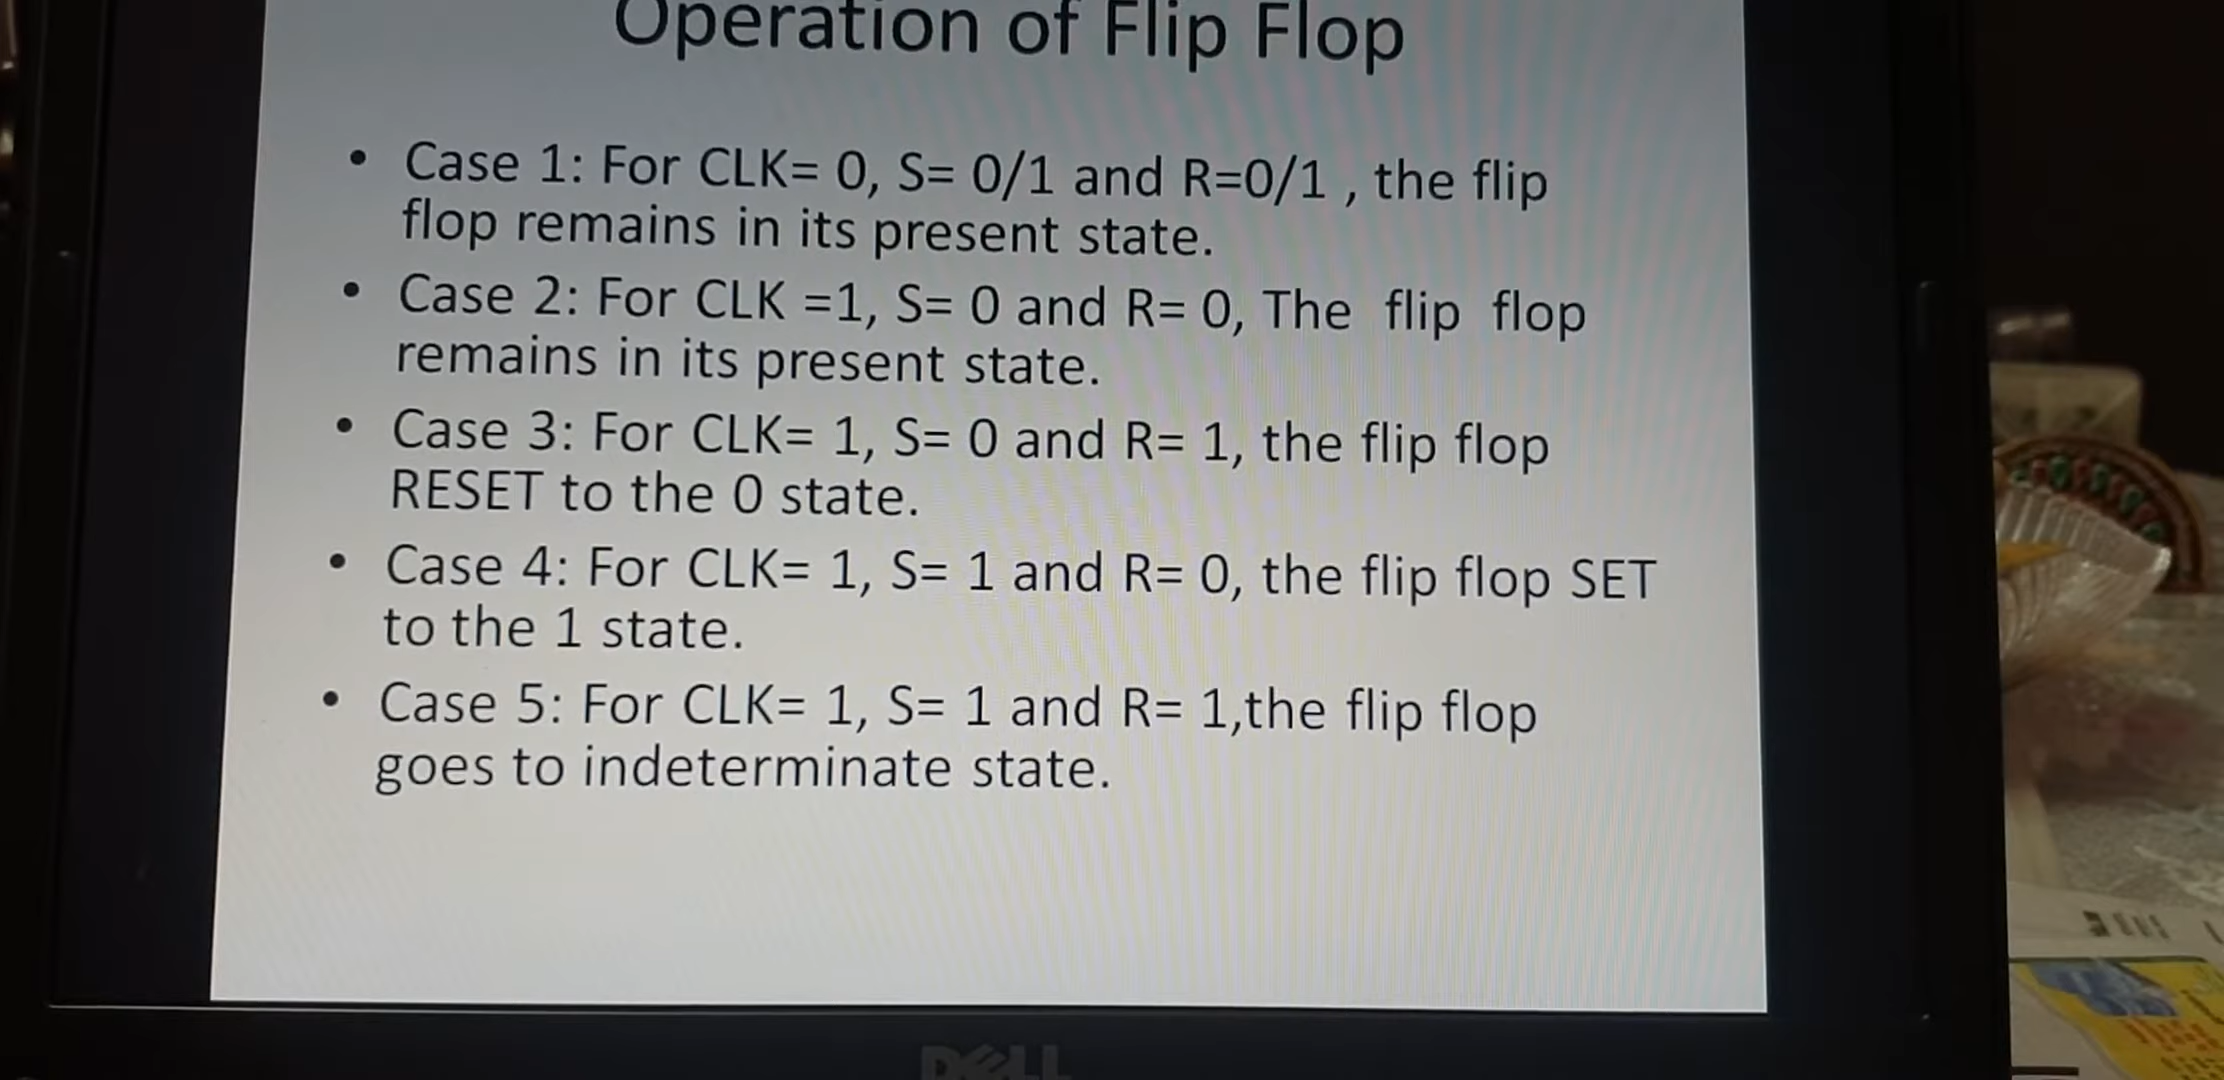 Operation of Flip Flop
• Case 1: For CLK= 0, S= 0/1 and R=0/1 , the flip
flop remains in its present state.
• Case 2: For CLK =1, S= 0 and R= 0, The flip flop
remains in its present state.
• Case 3: For CLK= 1, S= 0 and R= 1, the flip flop
RESET to the 0 state.
• Case 4: For CLK= 1, S= 1 and R= 0, the flip flop SET
to the 1 state.
• Case 5: For CLK= 1, S= 1 and R= 1,the flip flop
goes to indeterminate state.
DELL